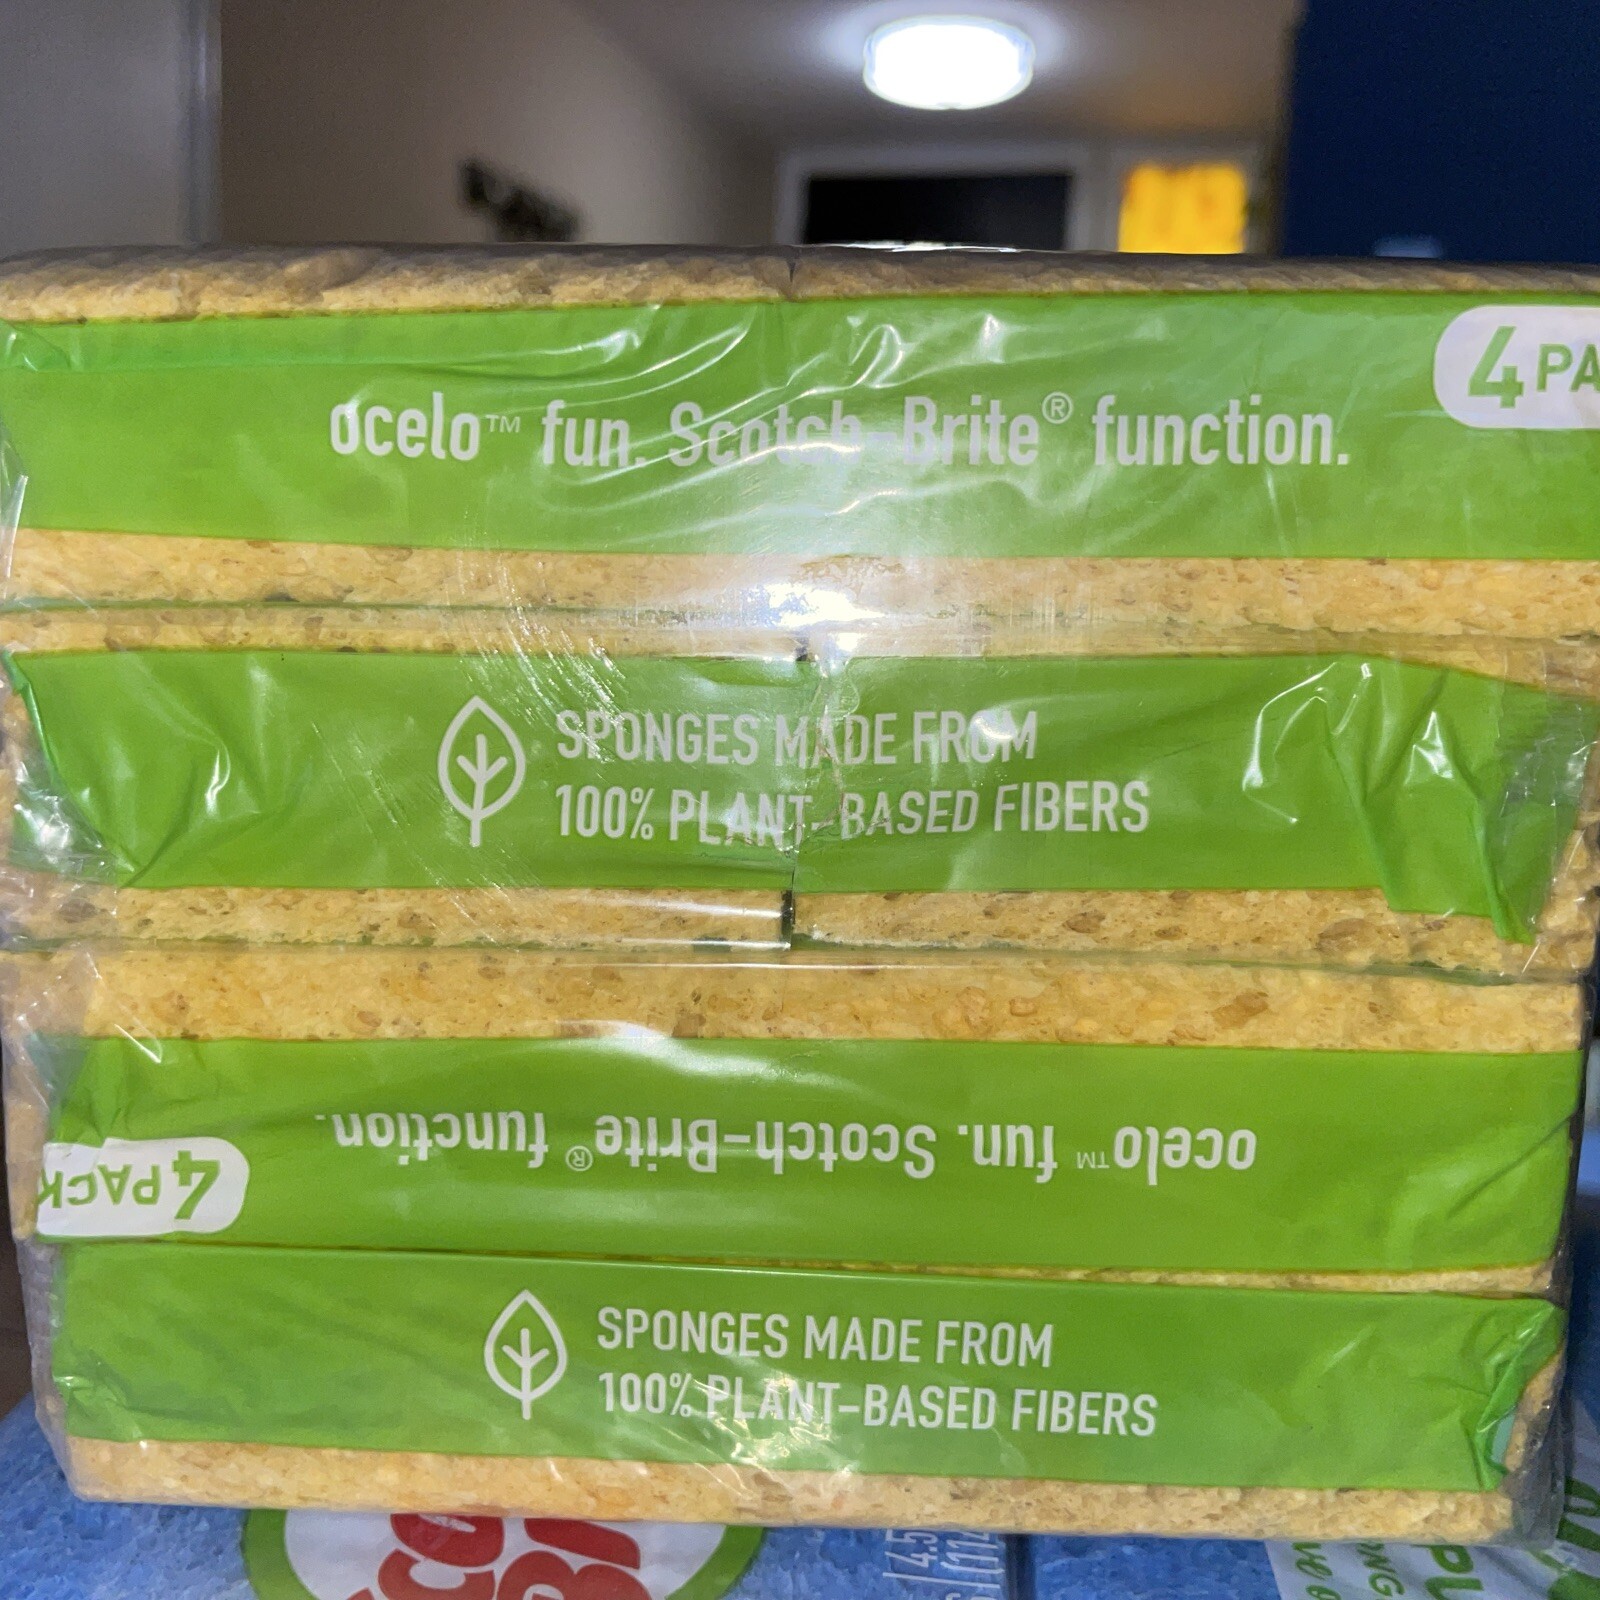 4 PA
ocelo™ fun. Scotch-Brite® function.
SPONGES MADE FROM
100% PLANT-BASED FIBERS
ocelo™ fun. Scotch-Brite® function.
4 PACK
SPONGES MADE FROM
100% PLANT-BASED FIBERS